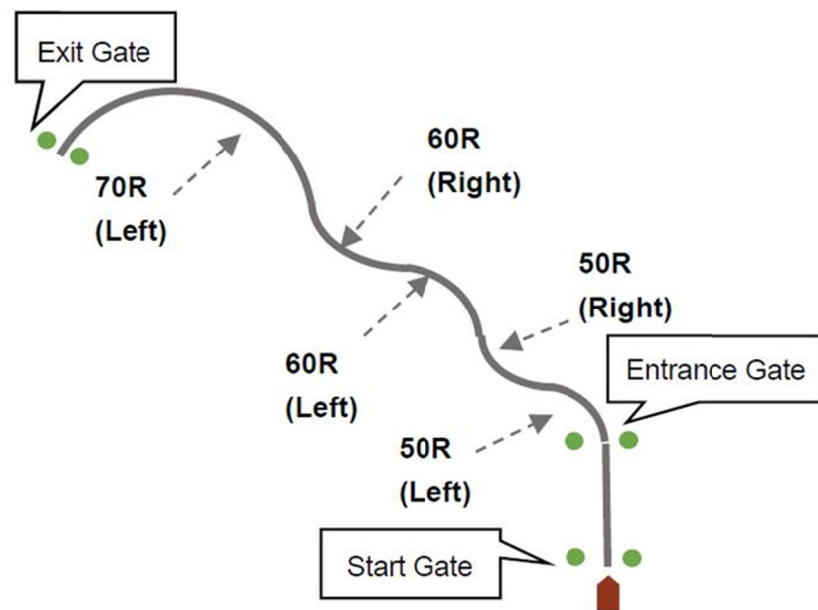 Exit Gate
60R
(Right)
70R
(Left)
50R
(Right)
60R
(Left)
Entrance Gate
50R
(Left)
Start Gate